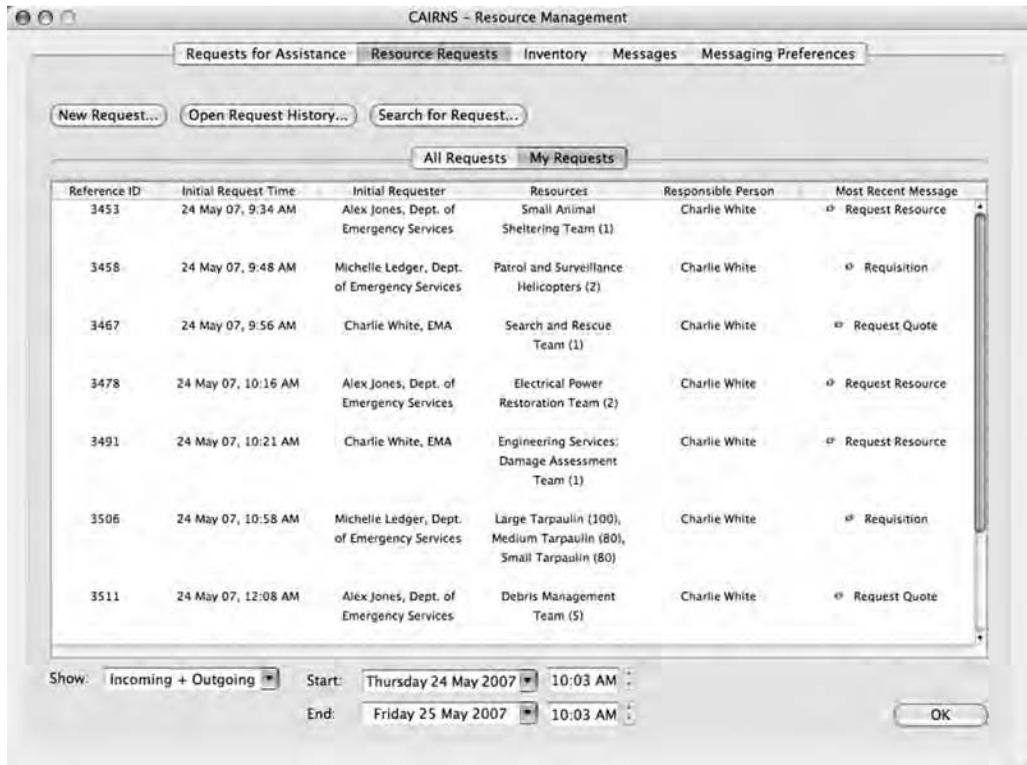 CAIRNS – Resource Management
Requests for Assistance Resource Requests Inventory Messages Messaging Preferences
New Request... Open Request History... Search for Request...
All Requests My Requests
Reference ID Initial Request Time Initial Requester Resources Responsible Person Most Recent Message
3453 24 May 07, 9:34 AM Alex Jones, Dept. of Small Animal Charlie White Request Resource
Emergency Services Sheltering Team (1)
3458 24 May 07, 9:48 AM Michelle Ledger, Dept. Patrol and Surveillance Charlie White Requisition
of Emergency Services Helicopters (2)
3467 24 May 07, 9:56 AM Charlie White, EMA Search and Rescue Charlie White Request Quote
Team (1)
3478 24 May 07, 10:16 AM Alex Jones, Dept. of Electrical Power Charlie White Request Resource
Emergency Services Restoration Team (2)
3491 24 May 07, 10:21 AM Charlie White, EMA Engineering Services: Charlie White Request Resource
Damage Assessment
Team (1)
3506 24 May 07, 10:58 AM Michelle Ledger, Dept. Large Tarpaulin (100), Charlie White Requisition
of Emergency Services Medium Tarpaulin (80),
Small Tarpaulin (80)
3511 24 May 07, 12:08 AM Alex Jones, Dept. of Debris Management Charlie White Request Quote
Emergency Services Team (5)
Show: Incoming + Outgoing Start: Thursday 24 May 2007 10:03 AM
End: Friday 25 May 2007 10:03 AM OK